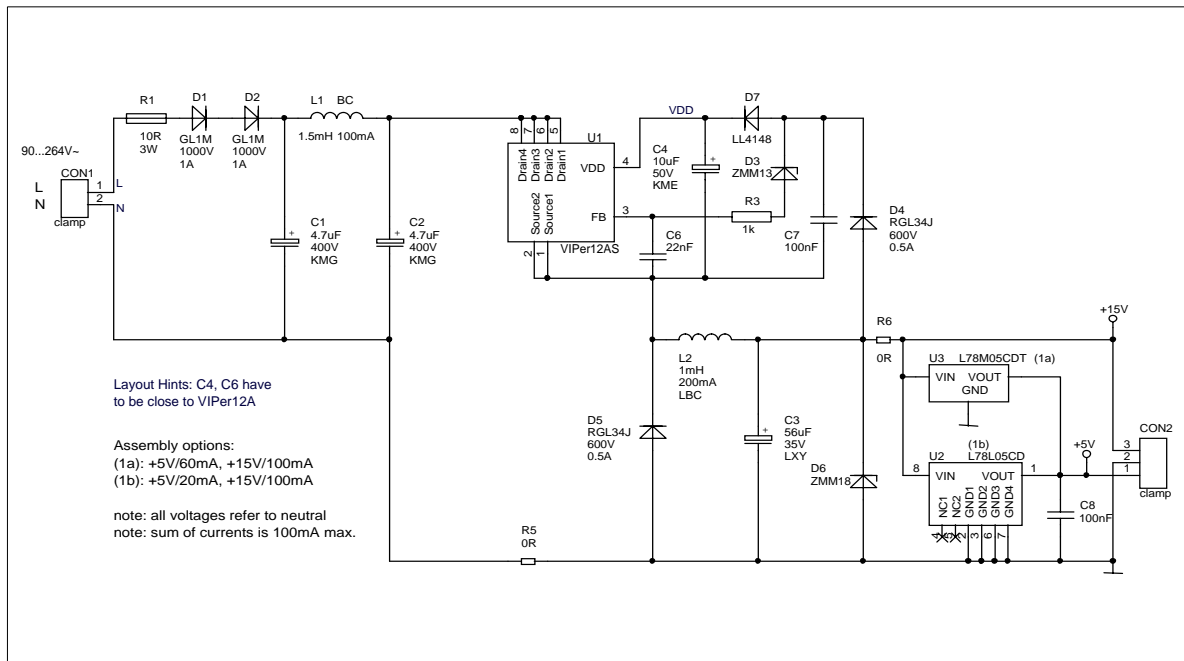 R1
10R
3W
D1
GL1M
1000V
1A
D2
GL1M
1000V
1A
L1 BC
1.5mH 100mA
90...264V~
CON1
L
N
1
2
clamp
L
N
C1
4.7uF
400V
KMG
C2
4.7uF
400V
KMG
8
7
6
5
U1
Drain4
Drain3
Drain2
Drain1
VDD
4
Source2
Source1
FB
3
2
1
VIPer12AS
VDD
C4
10uF
50V
KME
D7
LL4148
D3
ZMM13
R3
1k
C6
22nF
C7
100nF
D4
RGL34J
600V
0.5A
L2
1mH
200mA
LBC
R6
0R
+15V
U3 L78M05CDT (1a)
VIN VOUT
GND
D5
RGL34J
600V
0.5A
C3
56uF
35V
LXY
D6
ZMM18
(1b)
U2 L78L05CD
8
VIN VOUT
1
NC1
NC2
GND1
GND2
GND3
GND4
4
5
2
3
6
7
+5V
C8
100nF
CON2
3
2
1
clamp
R5
0R
Layout Hints: C4, C6 have
to be close to VIPer12A
Assembly options:
(1a): +5V/60mA, +15V/100mA
(1b): +5V/20mA, +15V/100mA
note: all voltages refer to neutral
note: sum of currents is 100mA max.